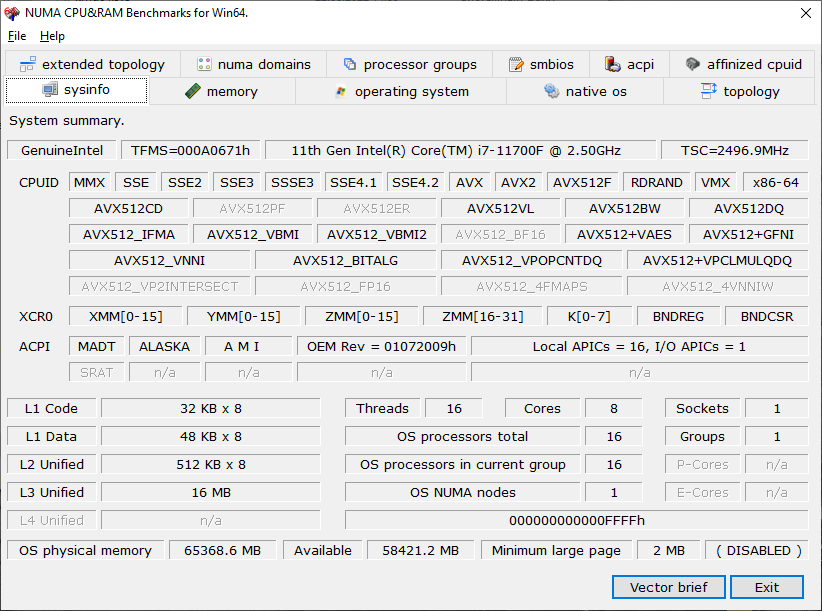 NUMA CPU&RAM Benchmarks for Win64.
File Help
extended topology numa domains processor groups smbios acpi affinized cpuid
sysinfo memory operating system native os topology
System summary.
GenuineIntel TFMS=000A0671h 11th Gen Intel(R) Core(TM) i7-11700F @ 2.50GHz TSC=2496.9MHz
CPUID MMX SSE SSE2 SSE3 SSSE3 SSE4.1 SSE4.2 AVX AVX2 AVX512F RDRAND VMX x86-64
AVX512CD AVX512PF AVX512ER AVX512VL AVX512BW AVX512DQ
AVX512_IFMA AVX512_VBMI AVX512_VBMI2 AVX512_BF16 AVX512+VAES AVX512+GFNI
AVX512_VNNI AVX512_BITALG AVX512_VPOPCNTDQ AVX512+VPCLMULQDQ
AVX512_VP2INTERSECT AVX512_FP16 AVX512_4FMAPS AVX512_4VNNIW
XCR0 XMM[0-15] YMM[0-15] ZMM[0-15] ZMM[16-31] K[0-7] BNDREG BNDCSR
ACPI MADT ALASKA A M I OEM Rev = 01072009h Local APICs = 16, I/O APICs = 1
SRAT n/a n/a n/a n/a
L1 Code 32 KB x 8 Threads 16 Cores 8 Sockets 1
L1 Data 48 KB x 8 OS processors total 16 Groups 1
L2 Unified 512 KB x 8 OS processors in current group 16 P-Cores n/a
L3 Unified 16 MB OS NUMA nodes 1 E-Cores n/a
L4 Unified n/a 000000000000FFFFh
OS physical memory 65368.6 MB Available 58421.2 MB Minimum large page 2 MB ( DISABLED )
Vector brief Exit